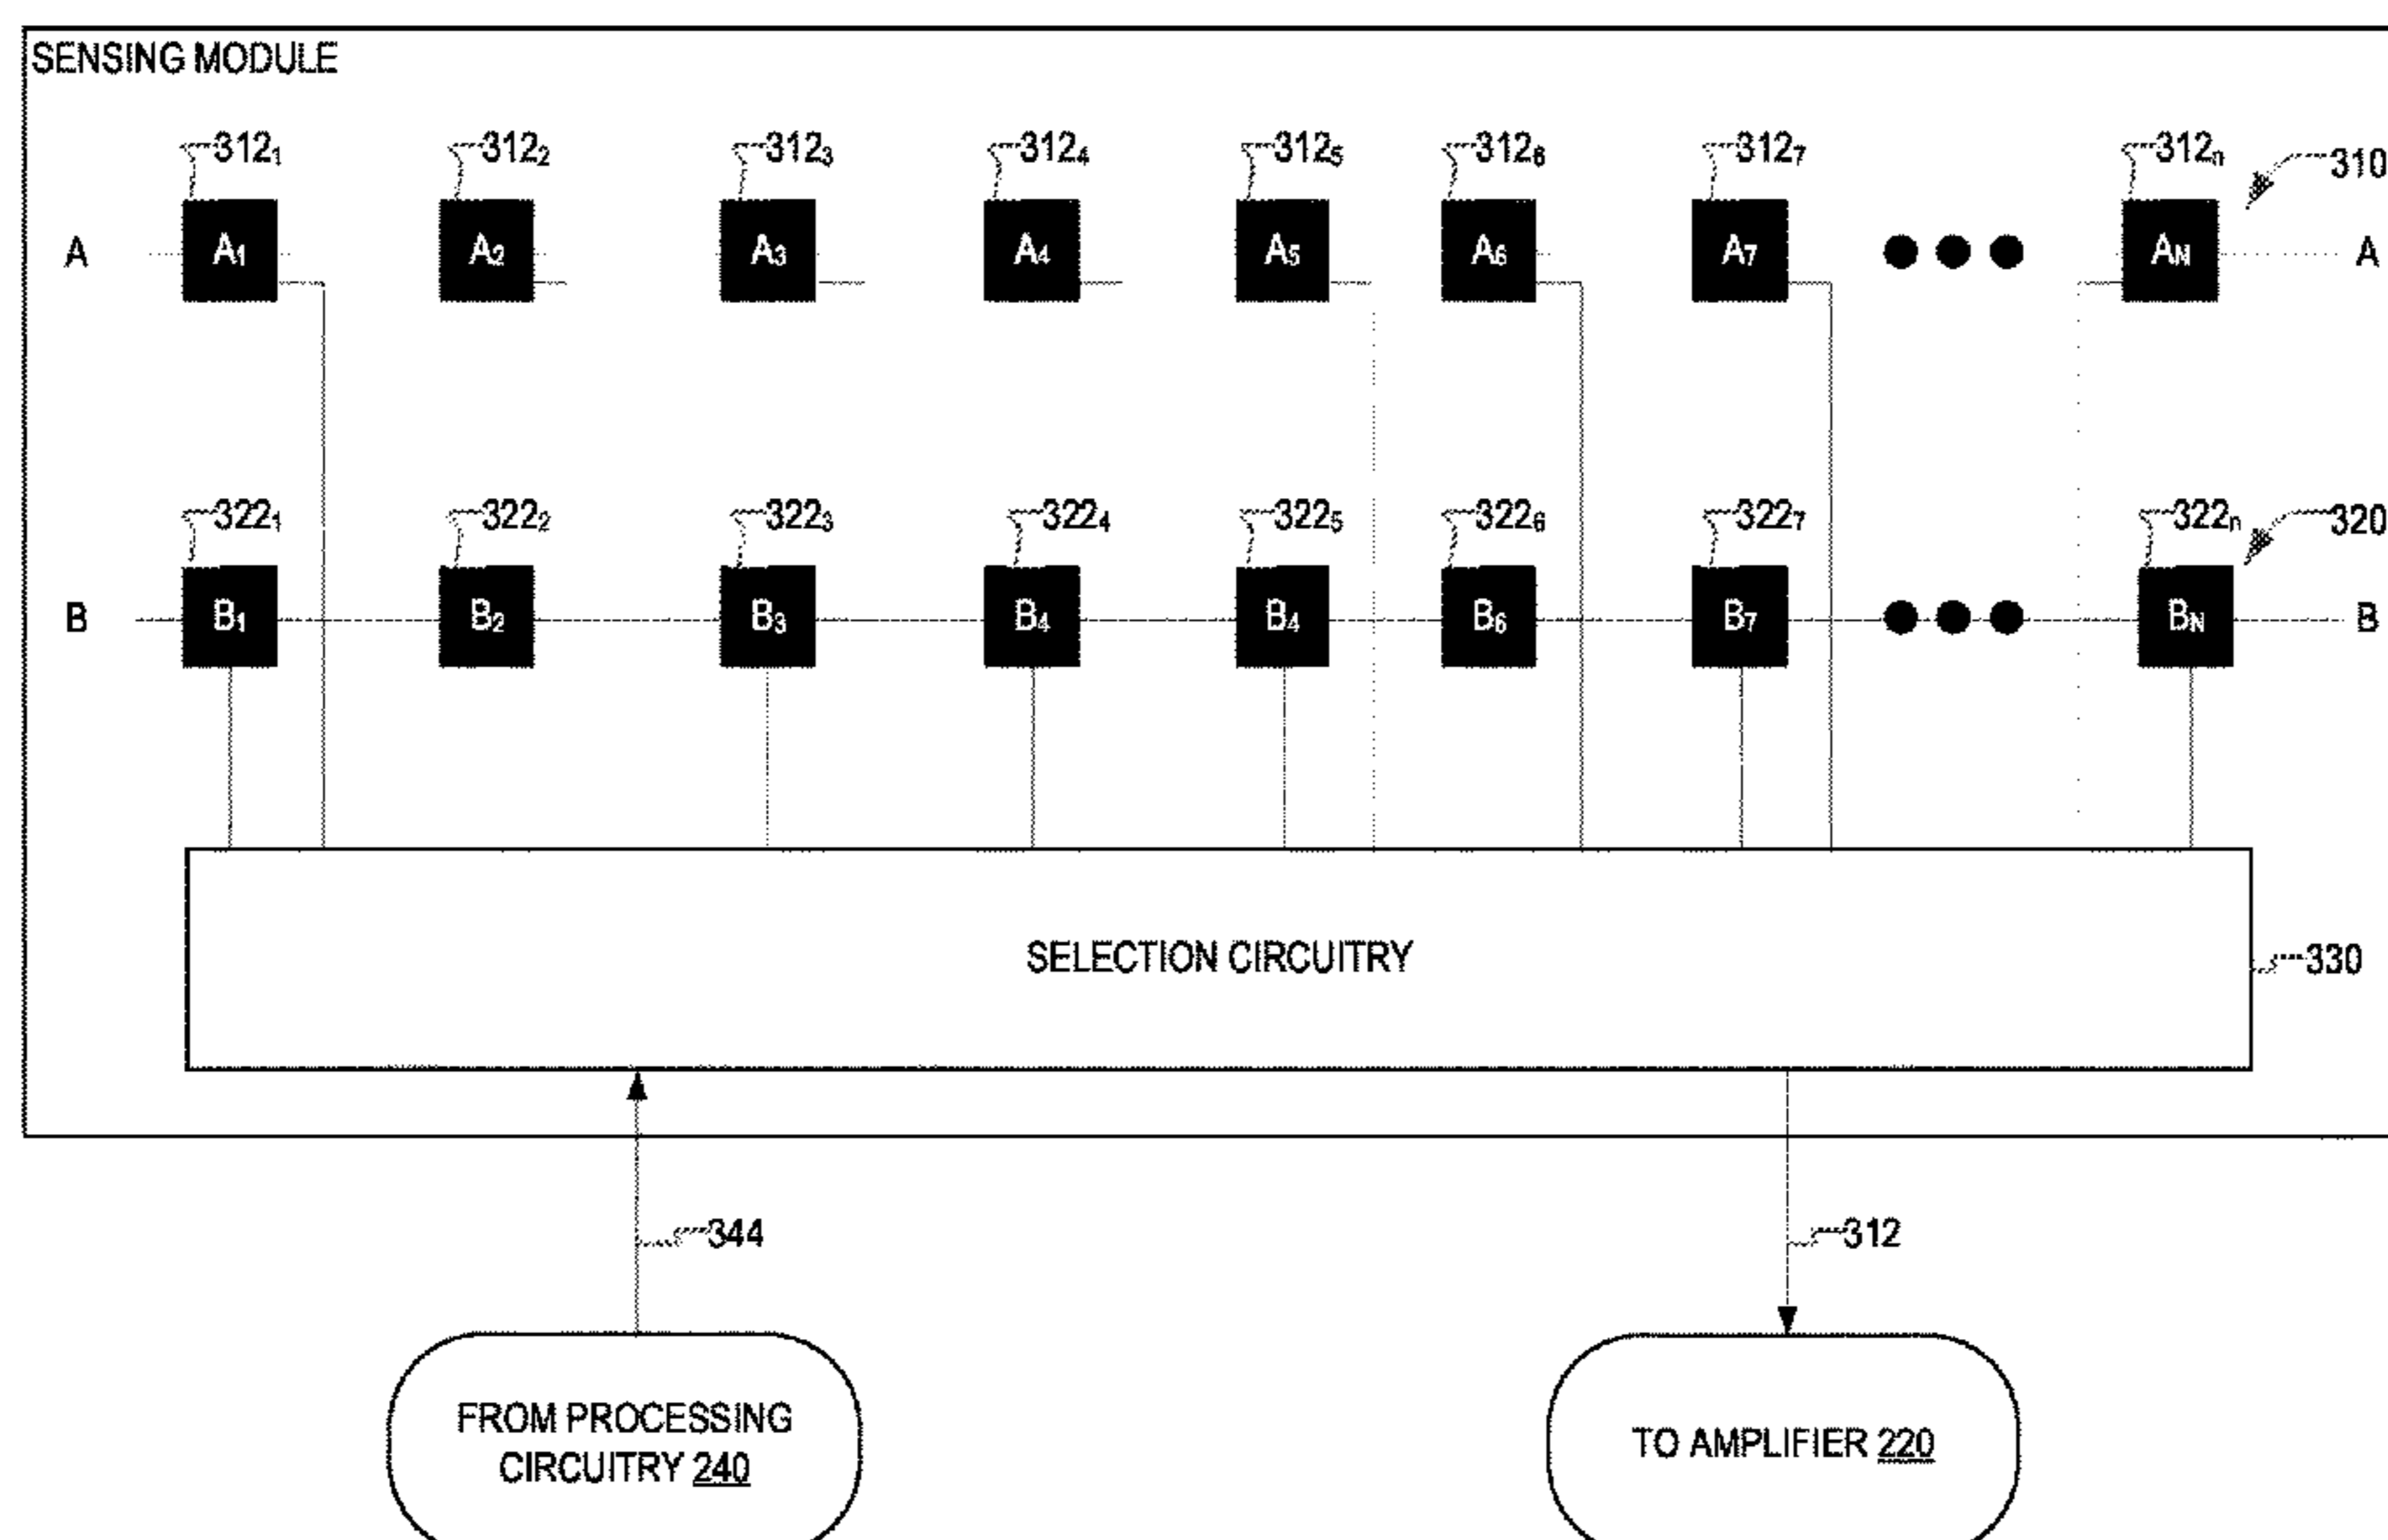 SENSING MODULE
312₁ 312₂ 312₃ 312₄ 312₅ 312₆ 312₇ 312ₙ 310
A A₁ A₂ A₃ A₄ A₅ A₆ A₇ A_N A
322₁ 322₂ 322₃ 322₄ 322₅ 322₆ 322₇ 322ₙ 320
B B₁ B₂ B₃ B₄ B₄ B₆ B₇ B_N B
SELECTION CIRCUITRY 330
344 312
FROM PROCESSING
CIRCUITRY 240
TO AMPLIFIER 220